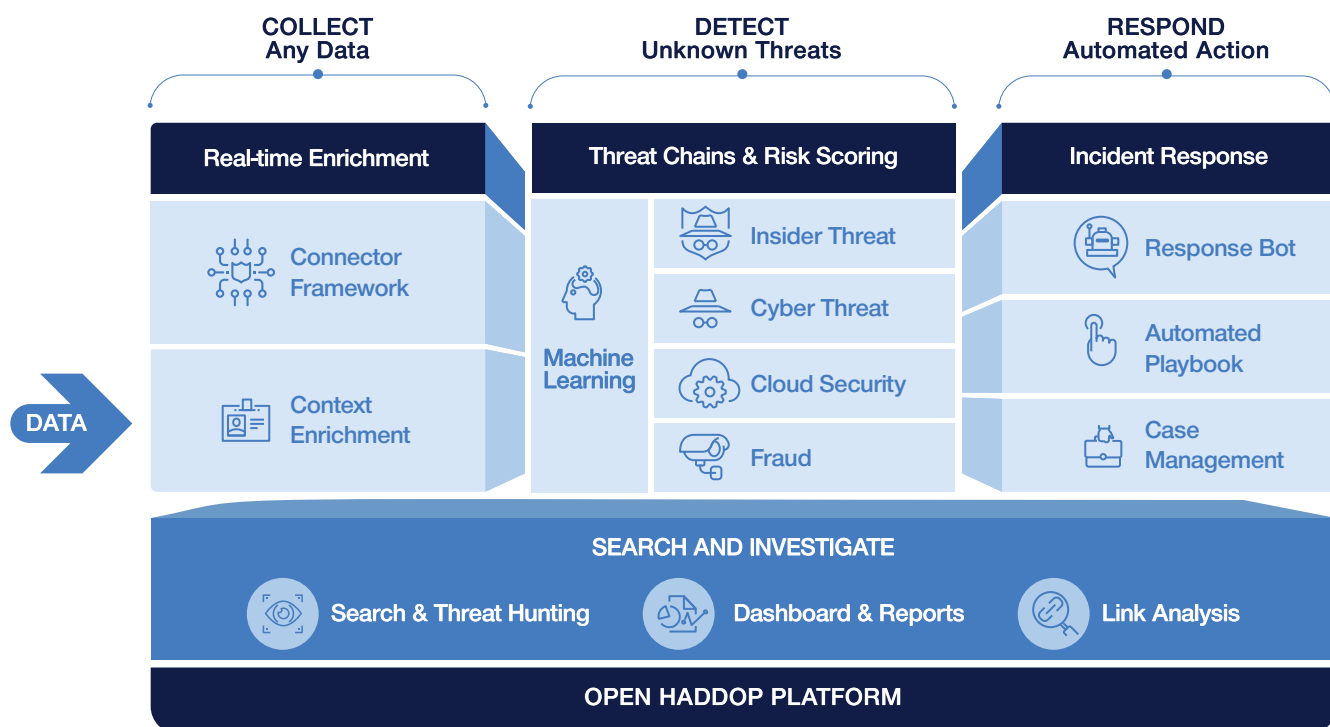 COLLECT
Any Data
DETECT
Unknown Threats
RESPOND
Automated Action
Real-time Enrichment
Threat Chains & Risk Scoring
Incident Response
DATA
Connector
Framework
Context
Enrichment
Machine
Learning
Insider Threat
Cyber Threat
Cloud Security
Fraud
Response Bot
Automated
Playbook
Case
Management
SEARCH AND INVESTIGATE
Search & Threat Hunting
Dashboard & Reports
Link Analysis
OPEN HADDOP PLATFORM